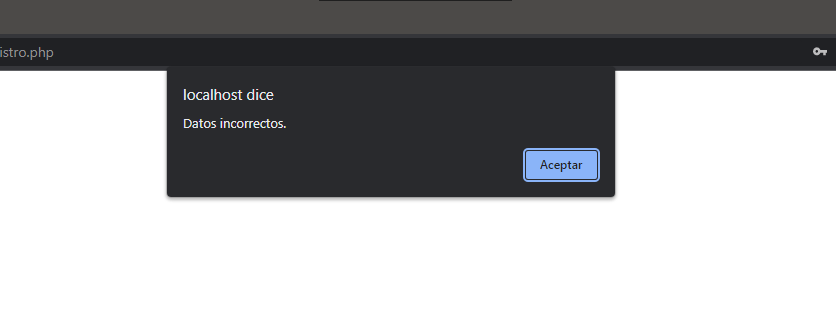 istro.php
localhost dice
Datos incorrectos.
Aceptar